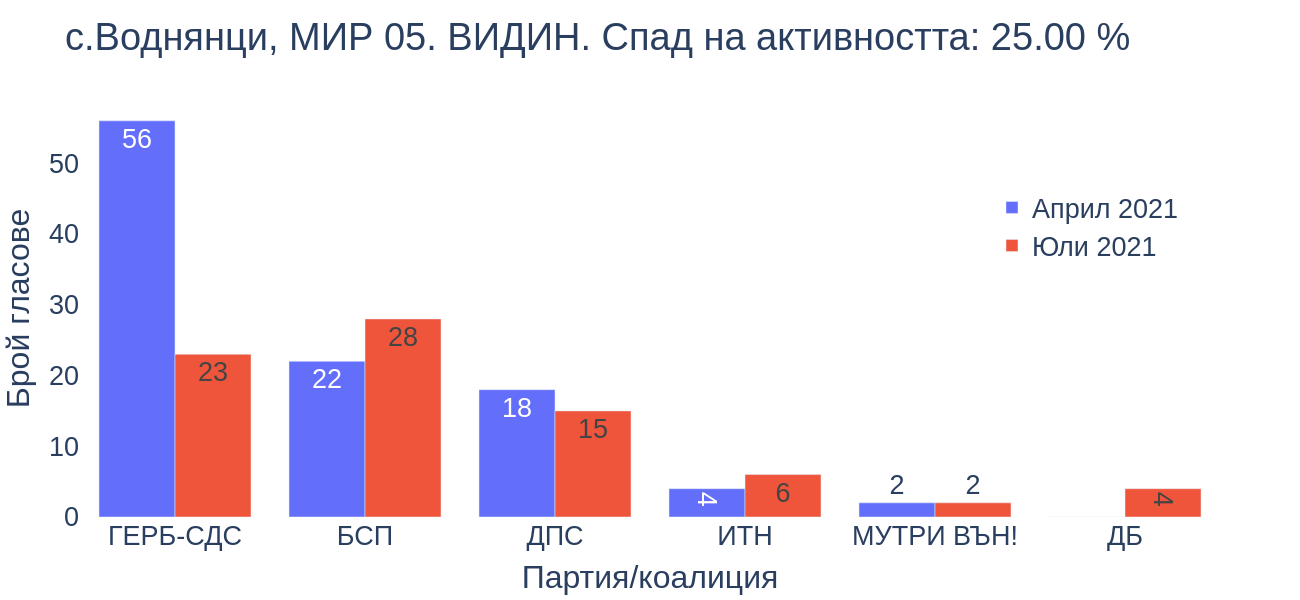 с.Воднянци, МИР 05. ВИДИН. Спад на активността: 25.00 %
Брой гласове
50
40
30
20
10
0
56
23
22
28
18
15
4
6
2
2
4
Април 2021
Юли 2021
ГЕРБ-СДС
БСП
ДПС
ИТН
МУТРИ ВЪН!
ДБ
Партия/коалиция